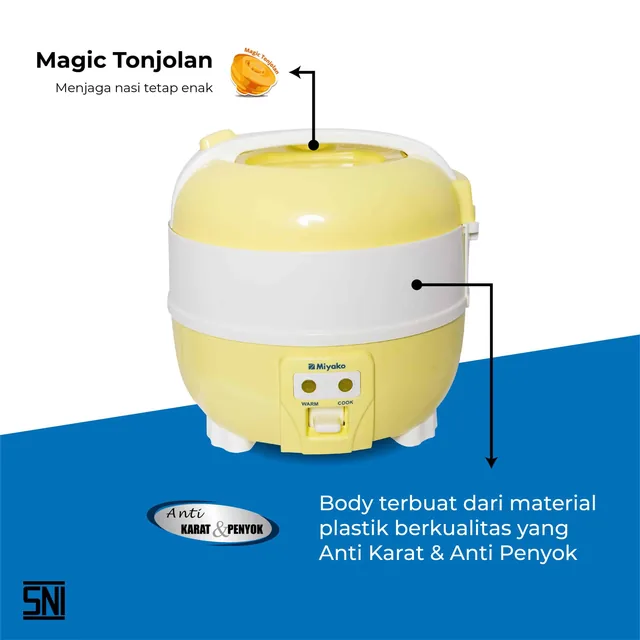 Magic Tonjolan
Menjaga nasi tetap enak
Magic Tonjolan
Miyako
WARM
COOK
Anti
KARAT & PENYOK
Body terbuat dari material
plastik berkualitas yang
Anti Karat & Anti Penyok
SNI